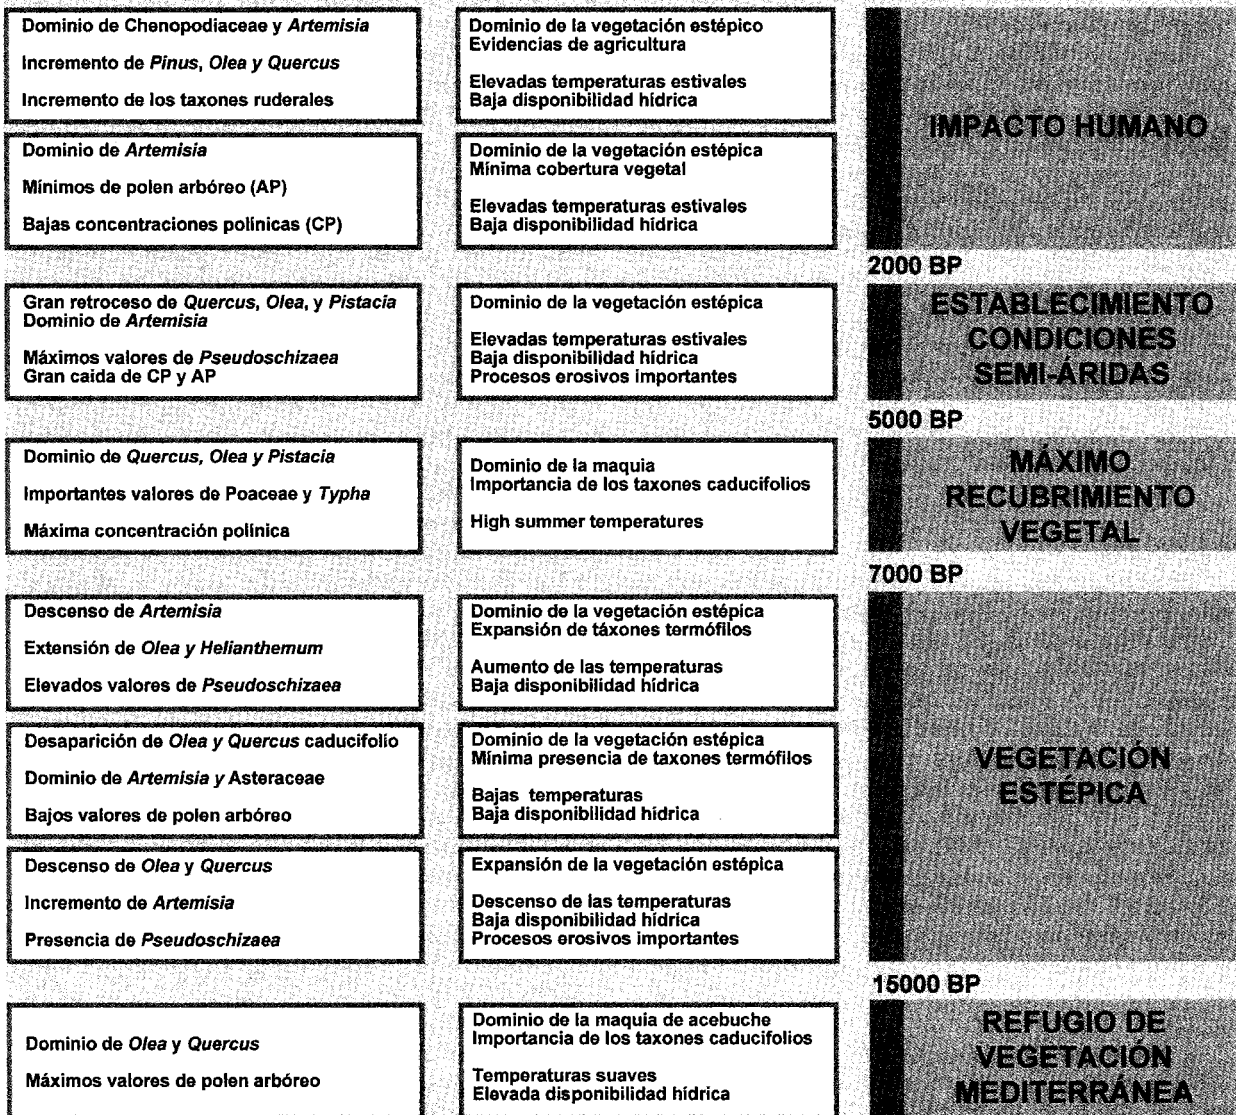 Dominio de Chenopodiaceae y Artemisia
Incremento de Pinus, Olea y Quercus
Incremento de los taxones ruderales
Dominio de la vegetación estépico
Evidencias de agricultura
Elevadas temperaturas estivales
Baja disponibilidad hídrica
Dominio de Artemisia
Mínimos de polen arbóreo (AP)
Bajas concentraciones polínicas (CP)
Dominio de la vegetación estépica
Mínima cobertura vegetal
Elevadas temperaturas estivales
Baja disponibilidad hídrica
IMPACTO HUMANO
2000 BP
Gran retroceso de Quercus, Olea, y Pistacia
Dominio de Artemisia
Máximos valores de Pseudoschizaea
Gran caída de CP y AP
Dominio de la vegetación estépica
Elevadas temperaturas estivales
Baja disponibilidad hídrica
Procesos erosivos importantes
ESTABLECIMIENTO
CONDICIONES
SEMI-ÁRIDAS
5000 BP
Dominio de Quercus, Olea y Pistacia
Importantes valores de Poaceae y Typha
Máxima concentración polínica
Dominio de la maquia
Importancia de los taxones caducifolios
High summer temperatures
MÁXIMO
RECUBRIMIENTO
VEGETAL
7000 BP
Descenso de Artemisia
Extensión de Olea y Helianthemum
Elevados valores de Pseudoschizaea
Dominio de la vegetación estépica
Expansión de táxones termófilos
Aumento de las temperaturas
Baja disponibilidad hídrica
Desaparición de Olea y Quercus caducifolio
Dominio de Artemisia y Asteraceae
Bajos valores de polen arbóreo
Dominio de la vegetación estépica
Mínima presencia de taxones termófilos
Bajas temperaturas
Baja disponibilidad hídrica
Descenso de Olea y Quercus
Incremento de Artemisia
Presencia de Pseudoschizaea
Expansión de la vegetación estépica
Descenso de las temperaturas
Baja disponibilidad hídrica
Procesos erosivos importantes
VEGETACIÓN
ESTÉPICA
15000 BP
Dominio de Olea y Quercus
Máximos valores de polen arbóreo
Dominio de la maquia de acebuche
Importancia de los taxones caducifolios
Temperaturas suaves
Elevada disponibilidad hídrica
REFUGIO DE
VEGETACIÓN
MEDITERRÁNEA